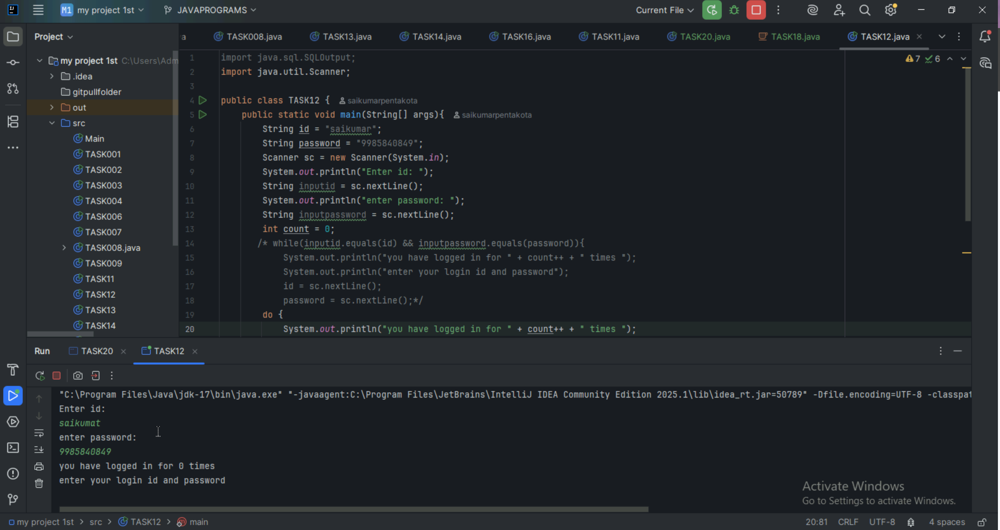 M1 my project 1st
JAVAPROGRAMS
Current File
Project
TASK008.java
TASK13.java
TASK14.java
TASK16.java
TASK11.java
TASK20.java
TASK18.java
TASK12.java
my project 1st C:\Users\Adm
.idea
gitpullfolder
out
src
Main
TASK001
TASK002
TASK003
TASK004
TASK006
TASK007
TASK008.java
TASK009
TASK11
TASK12
TASK13
TASK14
7 6
1 import java.sql.SQLOutput;
2 import java.util.Scanner;
3
4 public class TASK12 { saikumarpentakota
5 public static void main(String[] args){ saikumarpentakota
6 String id = "saikumar";
7 String password = "9985840849";
8 Scanner sc = new Scanner(System.in);
9 System.out.println("Enter id: ");
10 String inputid = sc.nextLine();
11 System.out.println("enter password: ");
12 String inputpassword = sc.nextLine();
13 int count = 0;
14 /* while(inputid.equals(id) && inputpassword.equals(password)){
15 System.out.println("you have logged in for " + count++ + " times ");
16 System.out.println("enter your login id and password");
17 id = sc.nextLine();
18 password = sc.nextLine();*/
19 do {
20 System.out.println("you have logged in for " + count++ + " times ");
Run
TASK20
TASK12
"C:\Program Files\Java\jdk-17\bin\java.exe" "-javaagent:C:\Program Files\JetBrains\IntelliJ IDEA Community Edition 2025.1\lib\idea_rt.jar=50789" -Dfile.encoding=UTF-8 -classpat
Enter id:
saikumat
enter password:
9985840849
you have logged in for 0 times
enter your login id and password
Activate Windows
Go to Settings to activate Windows.
my project 1st > src > TASK12 > main
20:81 CRLF UTF-8 4 spaces